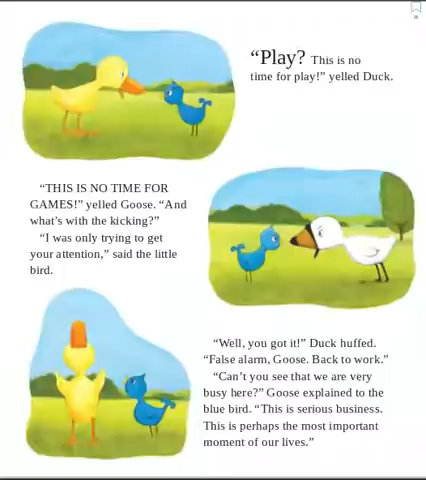 “Play? This is no
time for play!” yelled Duck.
“THIS IS NO TIME FOR
GAMES!” yelled Goose. “And
what’s with the kicking?”
“I was only trying to get
your attention,” said the little
bird.
“Well, you got it!” Duck huffed.
“False alarm, Goose. Back to work.”
“Can’t you see that we are very
busy here?” Goose explained to the
blue bird. “This is serious business.
This is perhaps the most important
moment of our lives.”